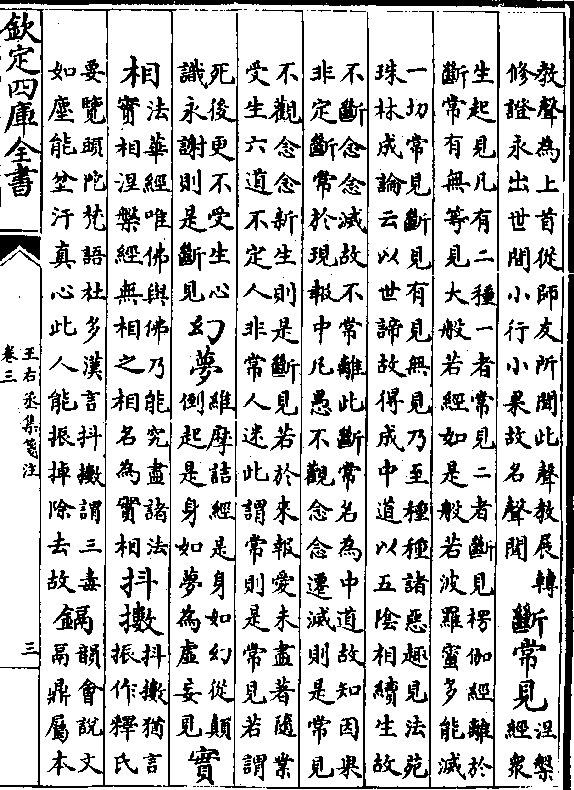 教聲為上首從師友所聞此聲教展轉
修證永出世間小行小果故名聲聞
斷常見
涅槃
經衆
生起見凡有二種一者常見二者斷見楞伽經離於
斷常有無等見大般若經如是般若波羅蜜多能滅
一切常見斷見有見無見乃至種種諸惡趣見法苑
珠林成論云以世諦故得成中道以五陰相續生故
不斷念念滅故不常離此斷常名為中道故知因果
非定斷常於現報中凡愚不觀念念遷滅則是常見
不觀念念新生則是斷見若於來報愛未盡著隨業
受生六道不定人非常人迷此謂常則是常見若謂
死後更不受生心
識永謝則是斷見
幻夢
維摩詰經是身如幻從顛
倒起是身如夢為虛妄見
實
相
法華經唯佛與佛乃能究盡諸法
實相涅槃經無相之相名為實相
抖擻
抖擻猶言
振作釋氏
要覽頭陀梵語杜多漢言抖擻謂三毒
如塵能坌汙真心此人能振掉除去故
鎘
韻會說文
鬲鼎屬本
欽定四庫全書
王右丞集箋注
卷三
三